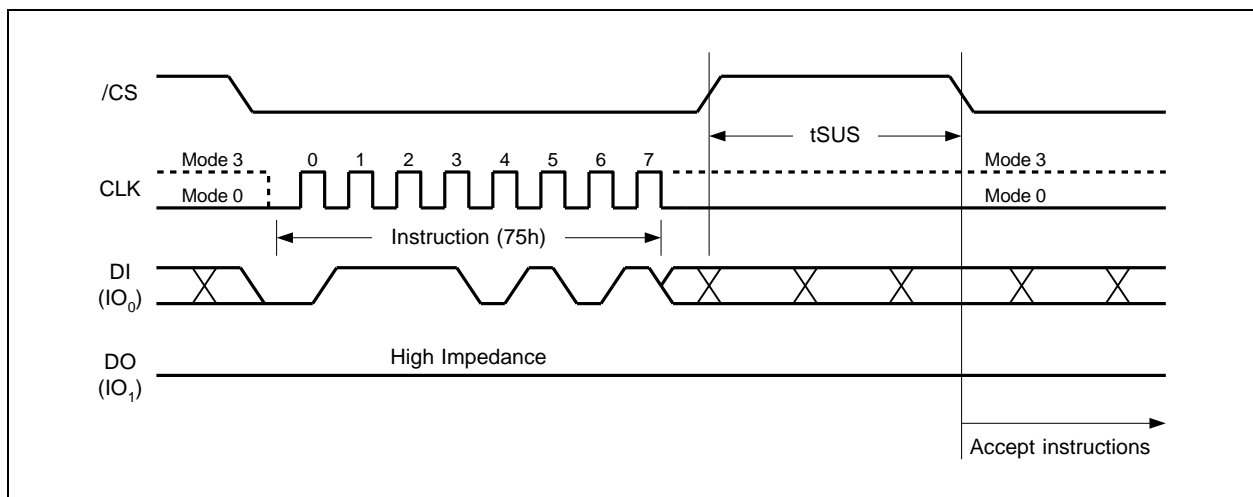 /CS
tSUS
Mode 3
0 1 2 3 4 5 6 7
Mode 3
CLK
Mode 0
Mode 0
Instruction (75h)
DI
(IO0)
High Impedance
DO
(IO1)
Accept instructions